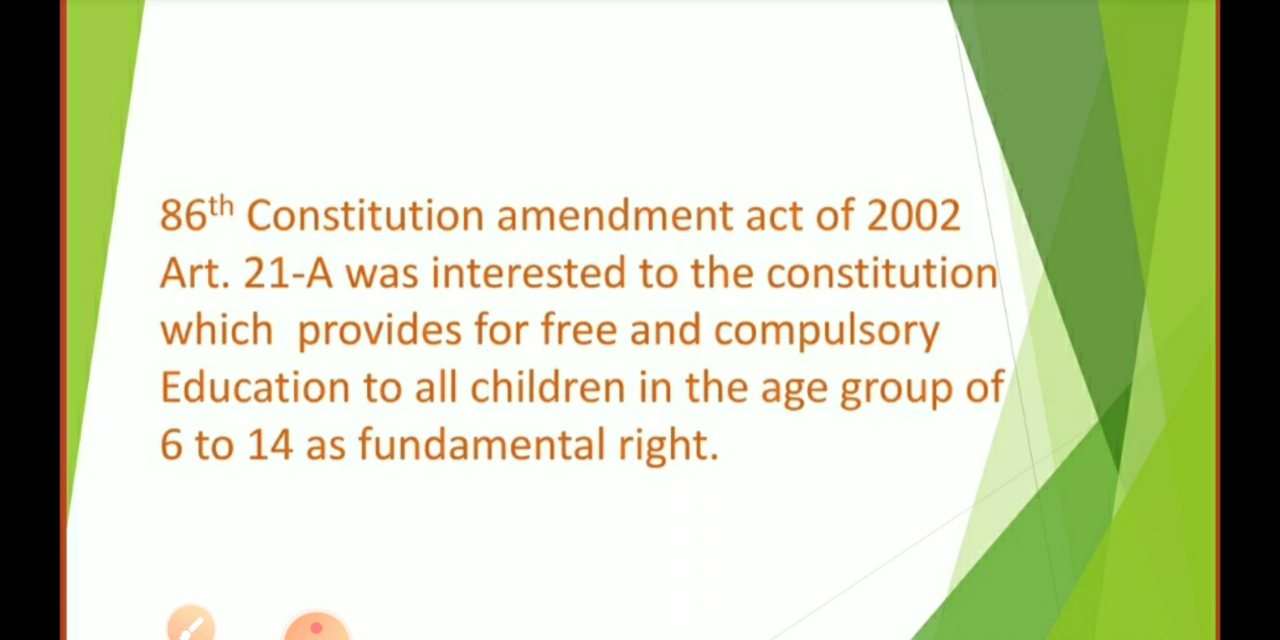 86th Constitution amendment act of 2002
Art. 21-A was interested to the constitution
which  provides for free and compulsory
Education to all children in the age group of
6 to 14 as fundamental right.